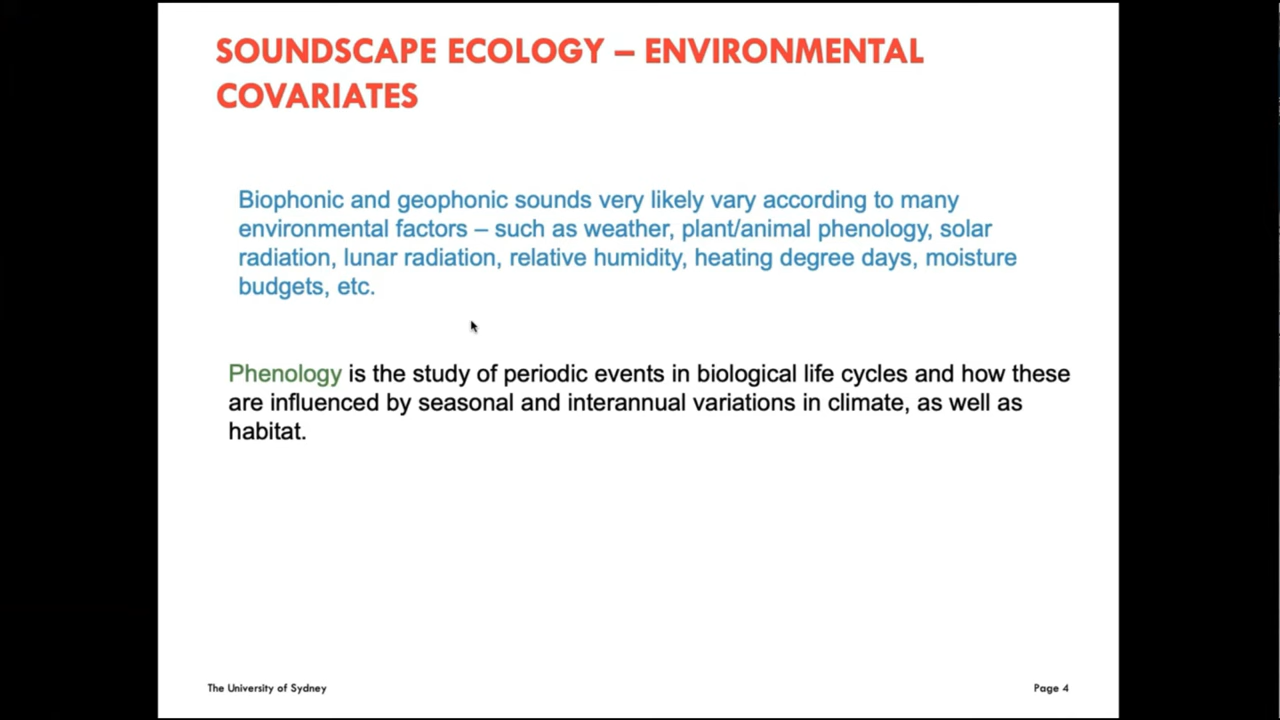 SOUNDSCAPE ECOLOGY – ENVIRONMENTAL
COVARIATES
Biophonic and geophonic sounds very likely vary according to many
environmental factors – such as weather, plant/animal phenology, solar
radiation, lunar radiation, relative humidity, heating degree days, moisture
budgets, etc.
Phenology is the study of periodic events in biological life cycles and how these
are influenced by seasonal and interannual variations in climate, as well as
habitat.
The University of Sydney
Page 4